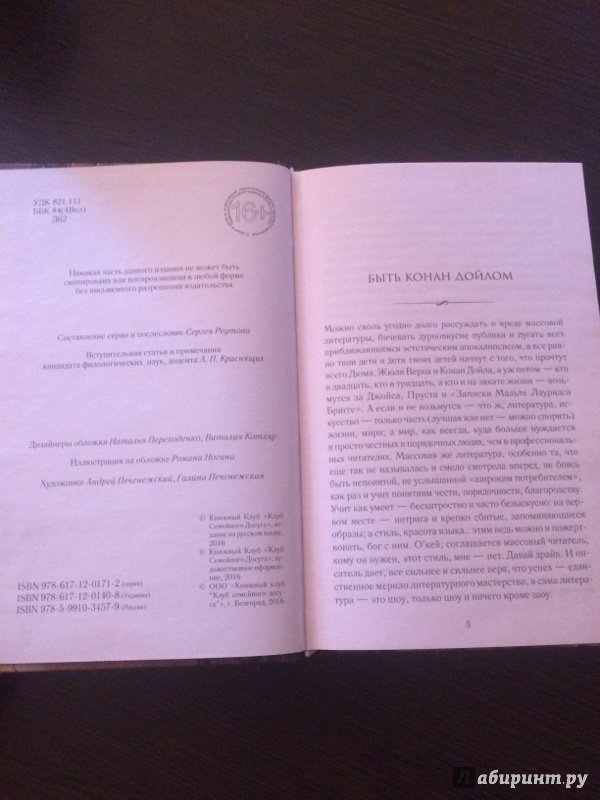 УДК 821.111
ББК 84(4Вел)
Д62
16+
Никакая часть данного издания не может быть
скопирована или воспроизведена в любой форме
без письменного разрешения издательства
Составление серии и послесловие Сергея Реутова
Вступительная статья и примечания
кандидата филологических наук, доцента А. П. Краснящих
Дизайнеры обложки Наталья Переходенко, Виталий Котляр
Иллюстрация на обложке Романа Ногина
Художники Андрей Печенежский, Галина Печенежская
© Книжный Клуб «Клуб
Семейного Досуга», из-
дание на русском языке,
2016
© Книжный Клуб «Клуб
Семейного Досуга», ху-
дожественное оформле-
ние, 2016
© ООО «Книжный клуб
"Клуб семейного досу-
га"», г. Белгород, 2016
ISBN 978-617-12-0171-2 (серия)
ISBN 978-617-12-0140-8 (Украина)
ISBN 978-5-9910-3457-9 (Россия)
БЫТЬ КОНАН ДОЙЛОМ
Можно сколь угодно долго рассуждать о вреде массовой
литературы, бичевать дурновкусие публики и пугать всех
приближающимся эстетическим апокалипсисом, а все рав-
но твои дети и дети твоих детей начнут с того, что прочтут
всего Дюма, Жюля Верна и Конан Дойла, а уже потом — кто
в двадцать, кто в тридцать, а кто и на закате жизни — возь-
мутся за Джойса, Пруста и «Записки Мальте Лауридса
Бригге». А если и не возьмутся — что ж, литература, ис-
кусство — только часть (лучшая или нет — можно спорить)
жизни, мира; а мир, как всегда, куда больше нуждается
в просто честных и порядочных людях, чем в профессиональ-
ных читателях. Массовая же литература, особенно та, что
еще так не называлась и смело смотрела вперед, не боясь
быть непонятой, не услышанной «широким потребителем»,
как раз и учит понятиям чести, порядочности, благородству.
Учит как умеет — бесхитростно и часто безыскусно: на пер-
вом месте — интрига и крепко сбитые, запоминающиеся
образы; а стиль, красота языка... этим ведь можно и пожерт-
вовать, бог с ним. О'кей, соглашается массовый читатель,
кому он нужен, этот стиль, мне — нет. Давай драйв. И пи-
сатель дает, все сильнее и сильнее веря, что успех — един-
ственное мерило литературного мастерства, а сама литера-
тура — это шоу, только шоу и ничего кроме шоу.
5
абиринт.ру